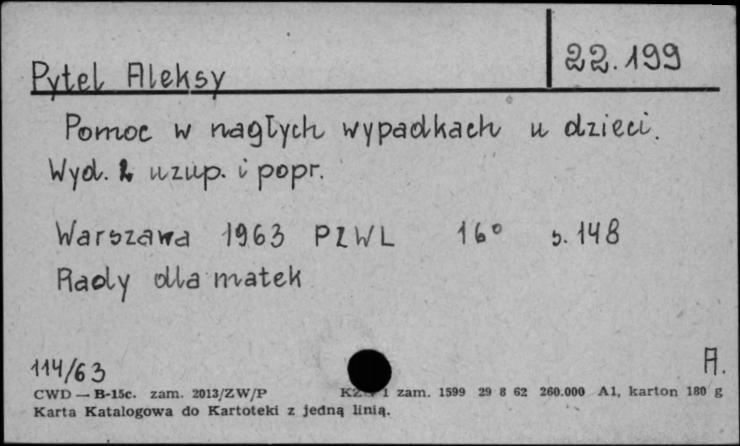 22.199
Pytel Aleksy
Pomoc w nagłych wypadkach u dzieci.
Wyd. 2 uzup. i popr.
Warszawa 1963 PZWL 16° s. 148
Rady dla matek
114/63
A.
CWD — B-15c. zam. 2013/ZW/P 1 zam. 1599 29 8 62 260.000 A1, karton 180 g
Karta Katalogowa do Kartoteki z jedną linią.